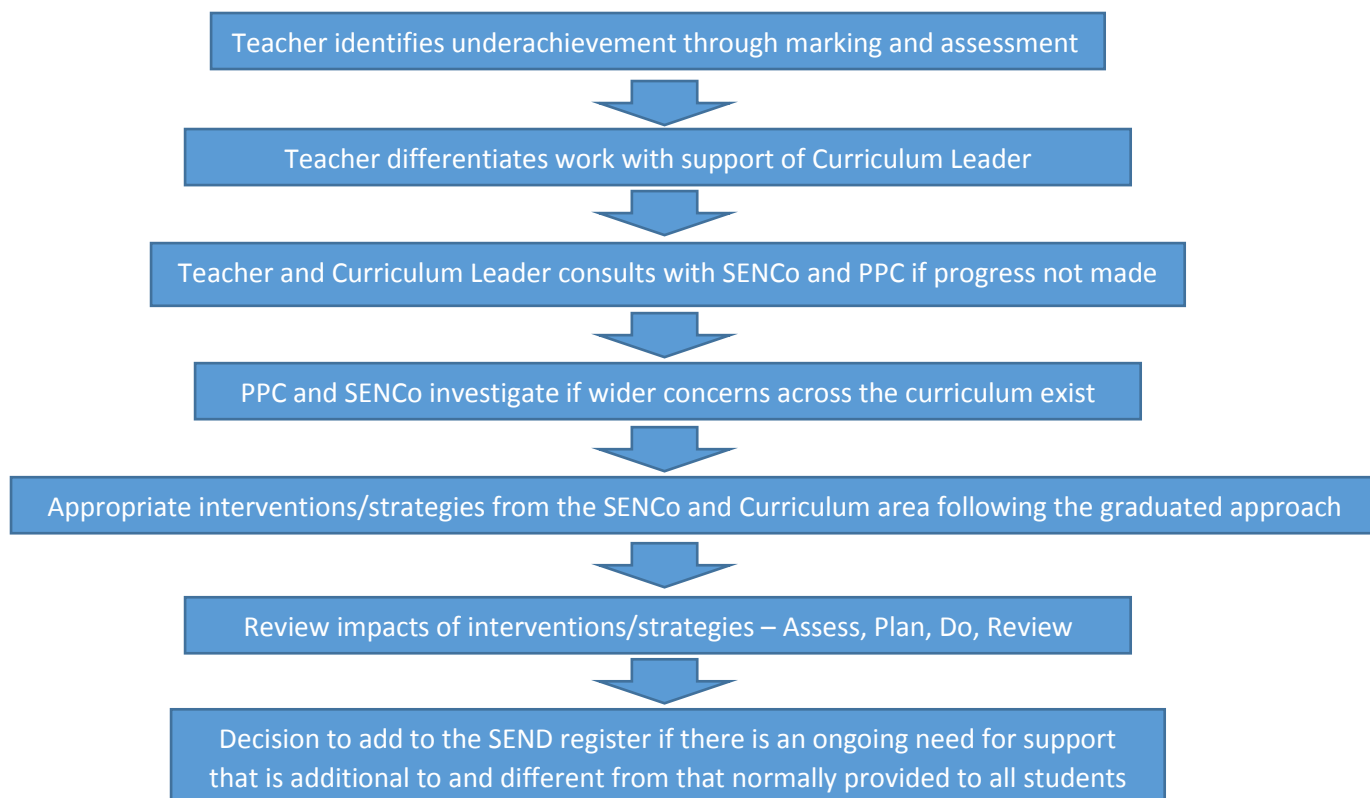 Teacher identifies underachievement through marking and assessment
Teacher differentiates work with support of Curriculum Leader
Teacher and Curriculum Leader consults with SENCo and PPC if progress not made
PPC and SENCo investigate if wider concerns across the curriculum exist
Appropriate interventions/strategies from the SENCo and Curriculum area following the graduated approach
Review impacts of interventions/strategies – Assess, Plan, Do, Review
Decision to add to the SEND register if there is an ongoing need for support
that is additional to and different from that normally provided to all students